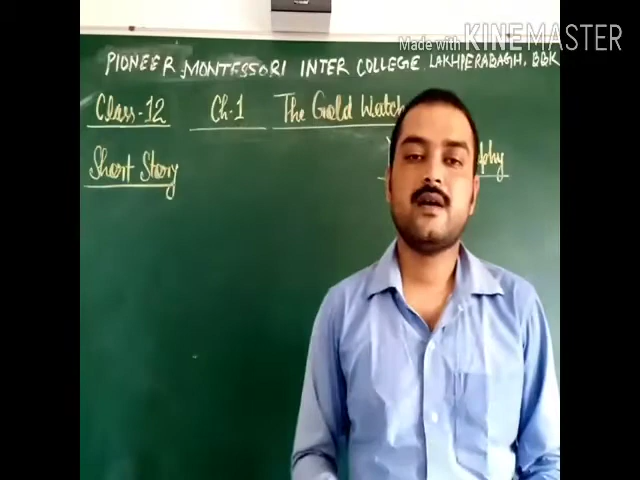 Made with KINEMASTER
PIONEER MONTESSORI INTER COLLEGE LAKHPERABAGH, BBK
Class-12 Ch.1 The Gold Watch
Short Story